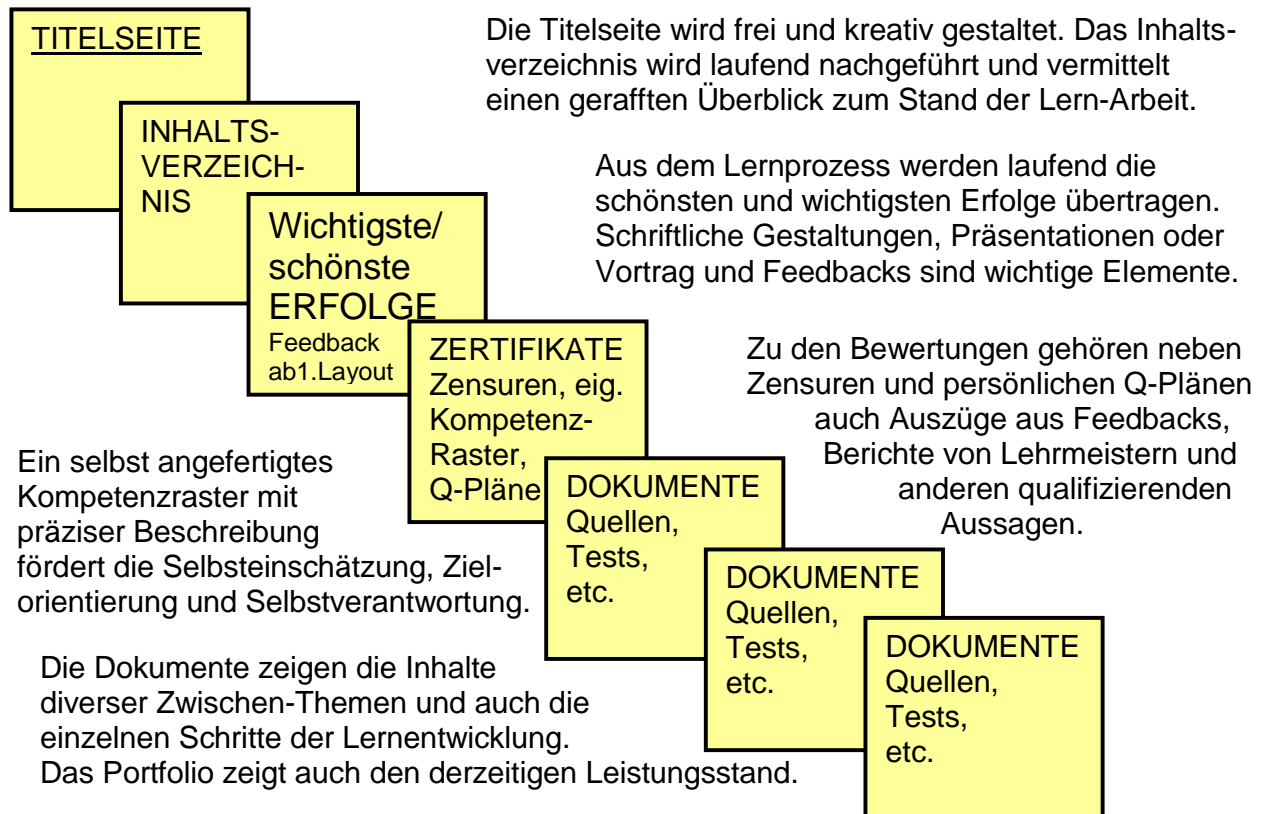 TITELSEITE
Die Titelseite wird frei und kreativ gestaltet. Das Inhalts-
verzeichnis wird laufend nachgeführt und vermittelt
einen gerafften Überblick zum Stand der Lern-Arbeit.
INHALTS-
VERZEICH-
NIS
Aus dem Lernprozess werden laufend die
schönsten und wichtigsten Erfolge übertragen.
Schriftliche Gestaltungen, Präsentationen oder
Vortrag und Feedbacks sind wichtige Elemente.
Wichtigste/
schönste
ERFOLGE
Feedback
ab1.Layout
ZERTIFIKATE
Zensuren, eig.
Kompetenz-
Raster,
Q-Pläne
Zu den Bewertungen gehören neben
Zensuren und persönlichen Q-Plänen
auch Auszüge aus Feedbacks,
Berichte von Lehrmeistern und
anderen qualifizierenden
Aussagen.
Ein selbst angefertigtes
Kompetenzraster mit
präziser Beschreibung
fördert die Selbsteinschätzung, Ziel-
orientierung und Selbstverantwortung.
DOKUMENTE
Quellen,
Tests,
etc.
DOKUMENTE
Quellen,
Tests,
etc.
DOKUMENTE
Quellen,
Tests,
etc.
Die Dokumente zeigen die Inhalte
diverser Zwischen-Themen und auch die
einzelnen Schritte der Lernentwicklung.
Das Portfolio zeigt auch den derzeitigen Leistungsstand.